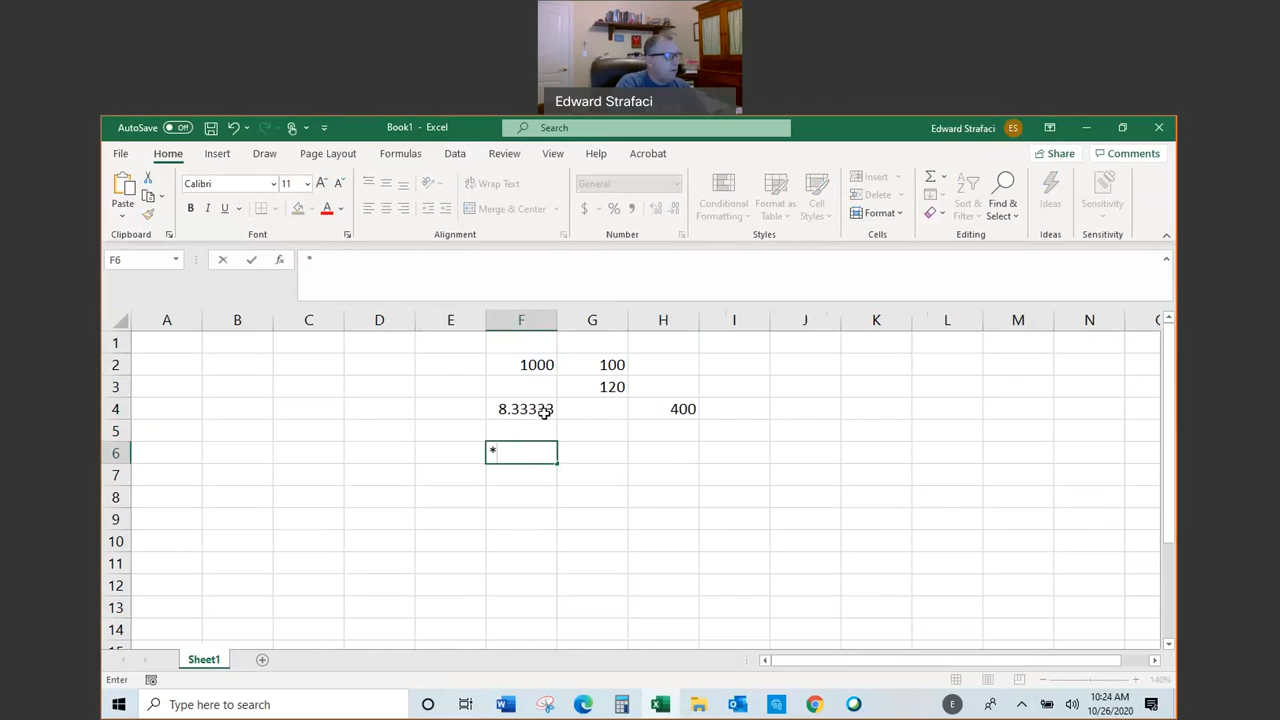 Edward Strafaci
AutoSave Off Book1 - Excel Search Edward Strafaci ES
File Home Insert Draw Page Layout Formulas Data Review View Help Acrobat Share Comments
Paste Calibri 11 A A Wrap Text General Conditional Formatting Format as Table Cell Styles Insert Delete Format Sort & Filter Find & Select Ideas Sensitivity
B I U A Merge & Center $ % ,
Clipboard Font Alignment Number Styles Cells Editing Ideas Sensitivity
F6 fx *
A B C D E F G H I J K L M N
1
2 1000 100
3 120
4 8.33333 400
5
6 *
7
8
9
10
11
12
13
14
Sheet1
Enter 140%
Type here to search E 10:24 AM
10/26/2020